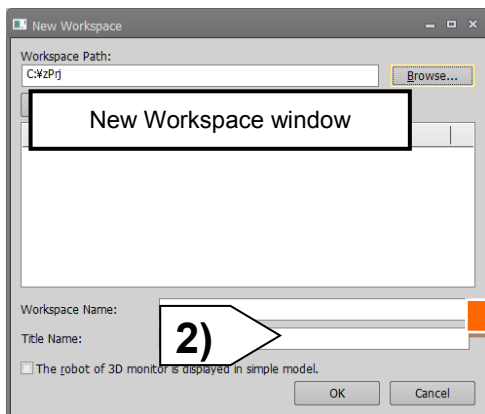 New Workspace
Workspace Path:
C:¥zPrj
Browse...
New Workspace window
Workspace Name:
2)
Title Name:
The robot of 3D monitor is displayed in simple model.
OK
Cancel